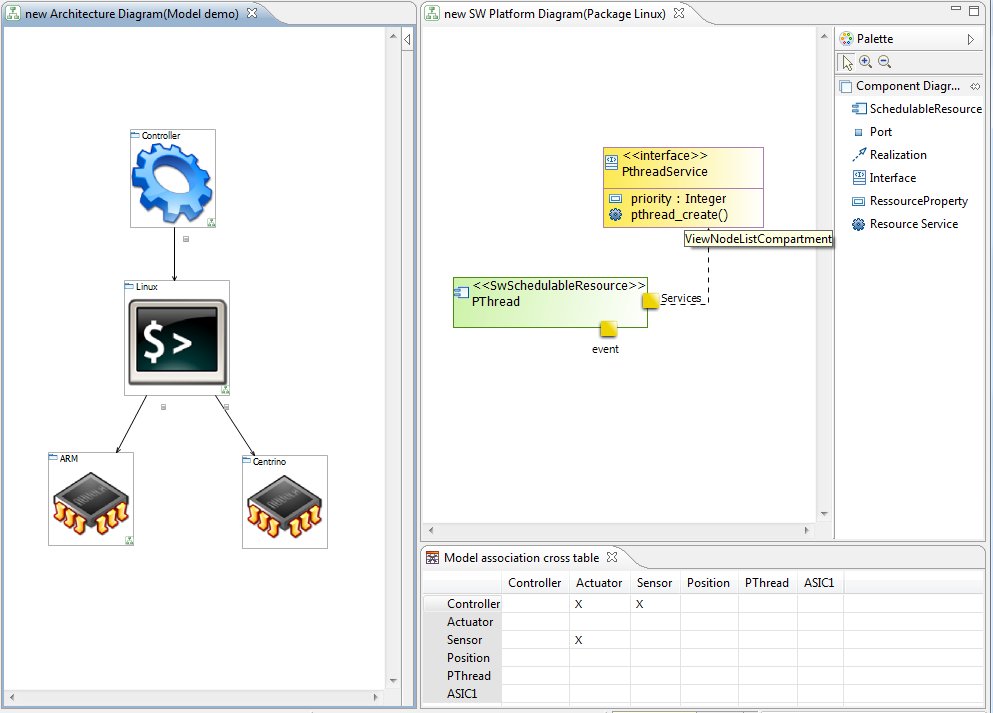 new Architecture Diagram(Model demo)
Controller
Linux
$ >
ARM
Centrino
new SW Platform Diagram(Package Linux)
<<interface>>
PthreadService
priority : Integer
pthread_create()
ViewNodeListCompartment
<<SwSchedulableResource>>
PThread
Services
event
Palette
Component Diagr...
SchedulableResource
Port
Realization
Interface
RessourceProperty
Resource Service
Model association cross table
Controller Actuator Sensor Position PThread ASIC1
Controller X X
Actuator
Sensor X
Position
PThread
ASIC1